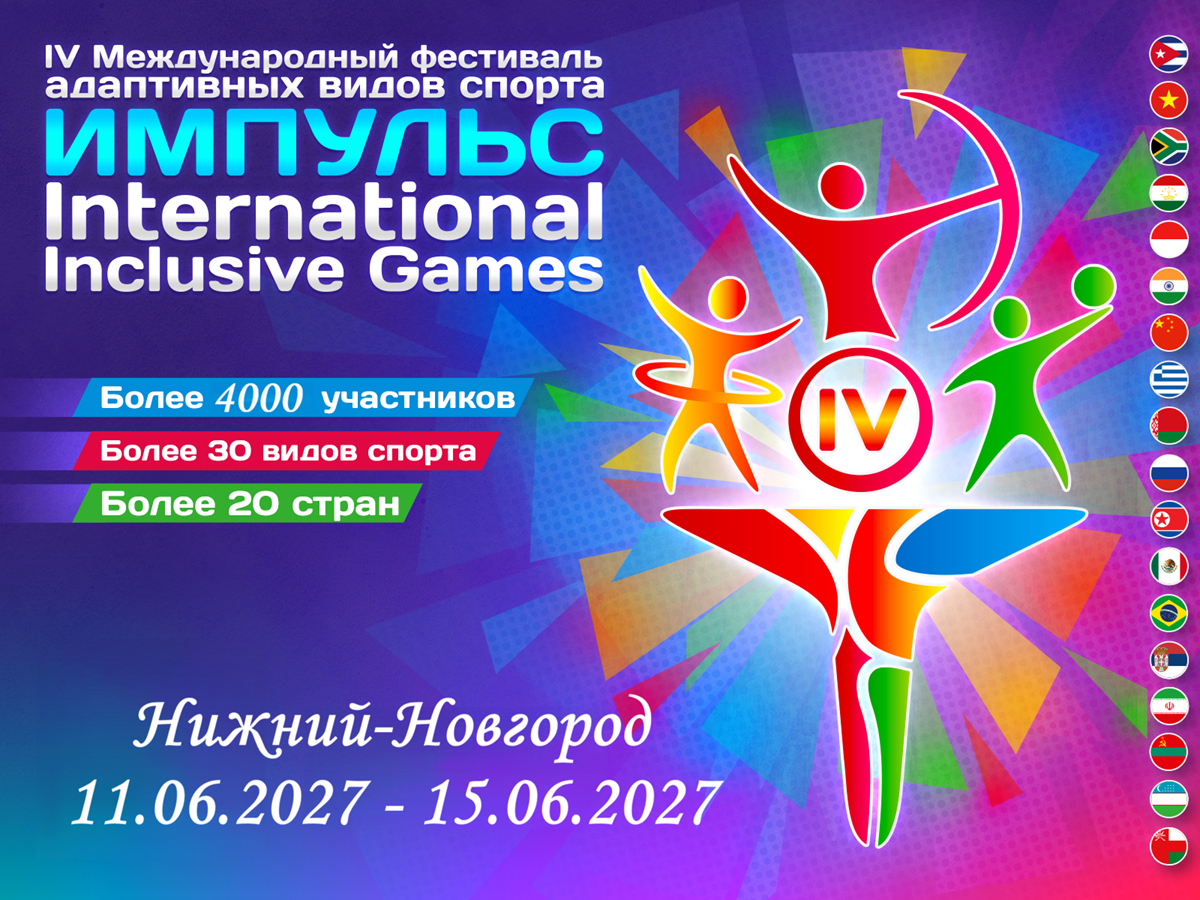 IV Международный фестиваль
адаптивных видов спорта
ИМПУЛЬС
International
Inclusive Games
Более 4000 участников
Более 30 видов спорта
Более 20 стран
IV
Нижний-Новгород
11.06.2027 - 15.06.2027